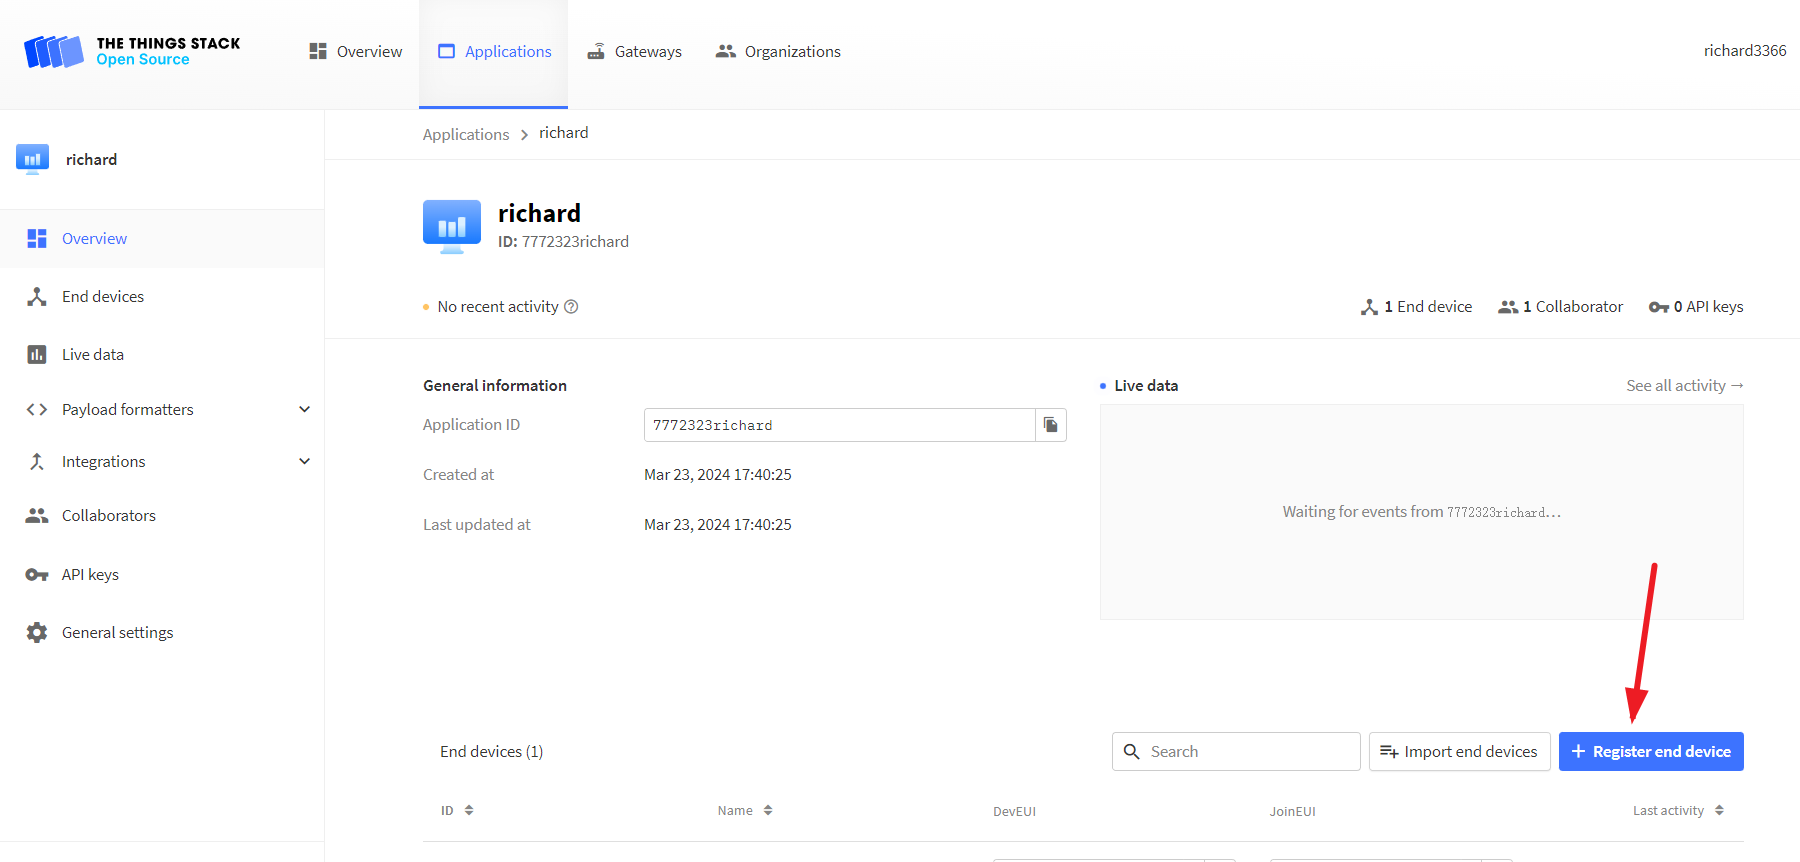 THE THINGS STACK
Open Source
Overview
Applications
Gateways
Organizations
richard3366
richard
Overview
End devices
Live data
Payload formatters
Integrations
Collaborators
API keys
General settings
Applications > richard
richard
ID: 7772323richard
No recent activity
1 End device
1 Collaborator
0 API keys
General information
Application ID
7772323richard
Created at
Mar 23, 2024 17:40:25
Last updated at
Mar 23, 2024 17:40:25
Live data
See all activity →
Waiting for events from 7772323richard…
End devices (1)
Search
Import end devices
+ Register end device
ID
Name
DevEUI
JoinEUI
Last activity